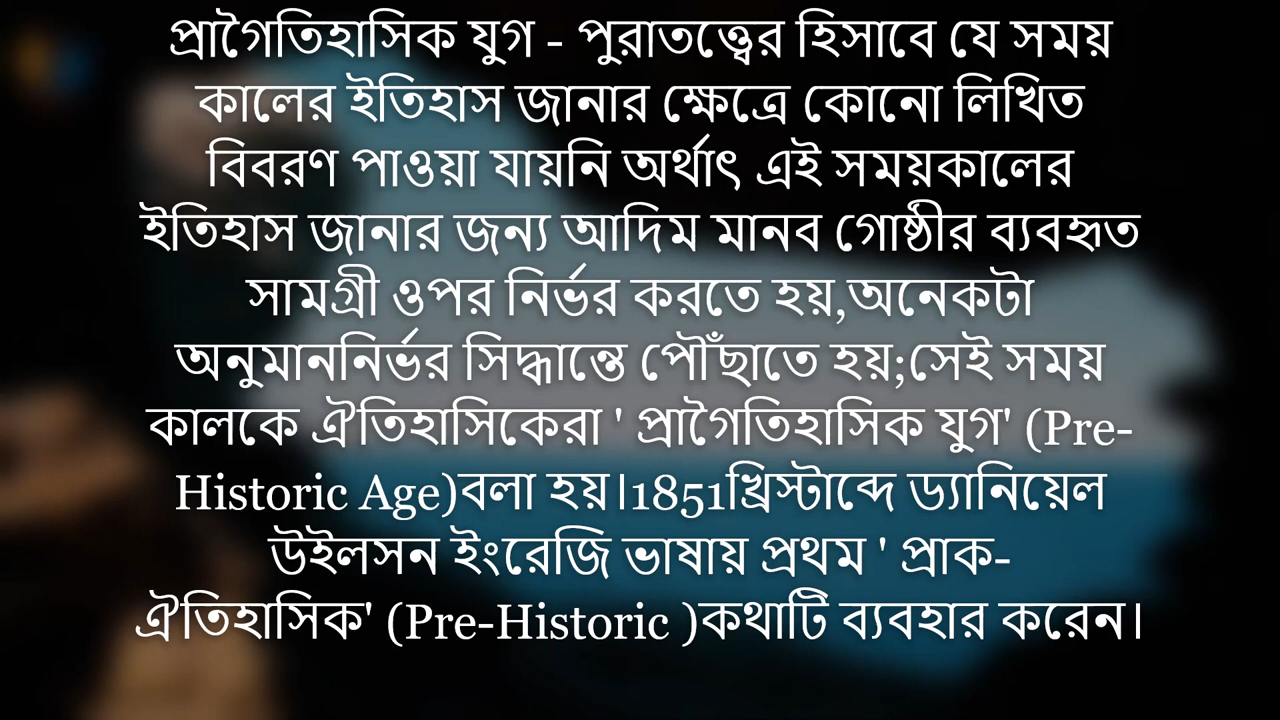 প্রাগৈতিহাসিক যুগ - পুরাতত্ত্বের হিসাবে যে সময়
কালের ইতিহাস জানার ক্ষেত্রে কোনো লিখিত
বিবরণ পাওয়া যায়নি অর্থাৎ এই সময়কালের
ইতিহাস জানার জন্য আদিম মানব গোষ্ঠীর ব্যবহৃত
সামগ্রী ওপর নির্ভর করতে হয়,অনেকটা
অনুমাননির্ভর সিদ্ধান্তে পৌঁছাতে হয়;সেই সময়
কালকে ঐতিহাসিকেরা ' প্রাগৈতিহাসিক যুগ' (Pre-
Historic Age)বলা হয়।1851খ্রিস্টাব্দে ড্যানিয়েল
উইলসন ইংরেজি ভাষায় প্রথম ' প্রাক-
ঐতিহাসিক' (Pre-Historic )কথাটি ব্যবহার করেন।